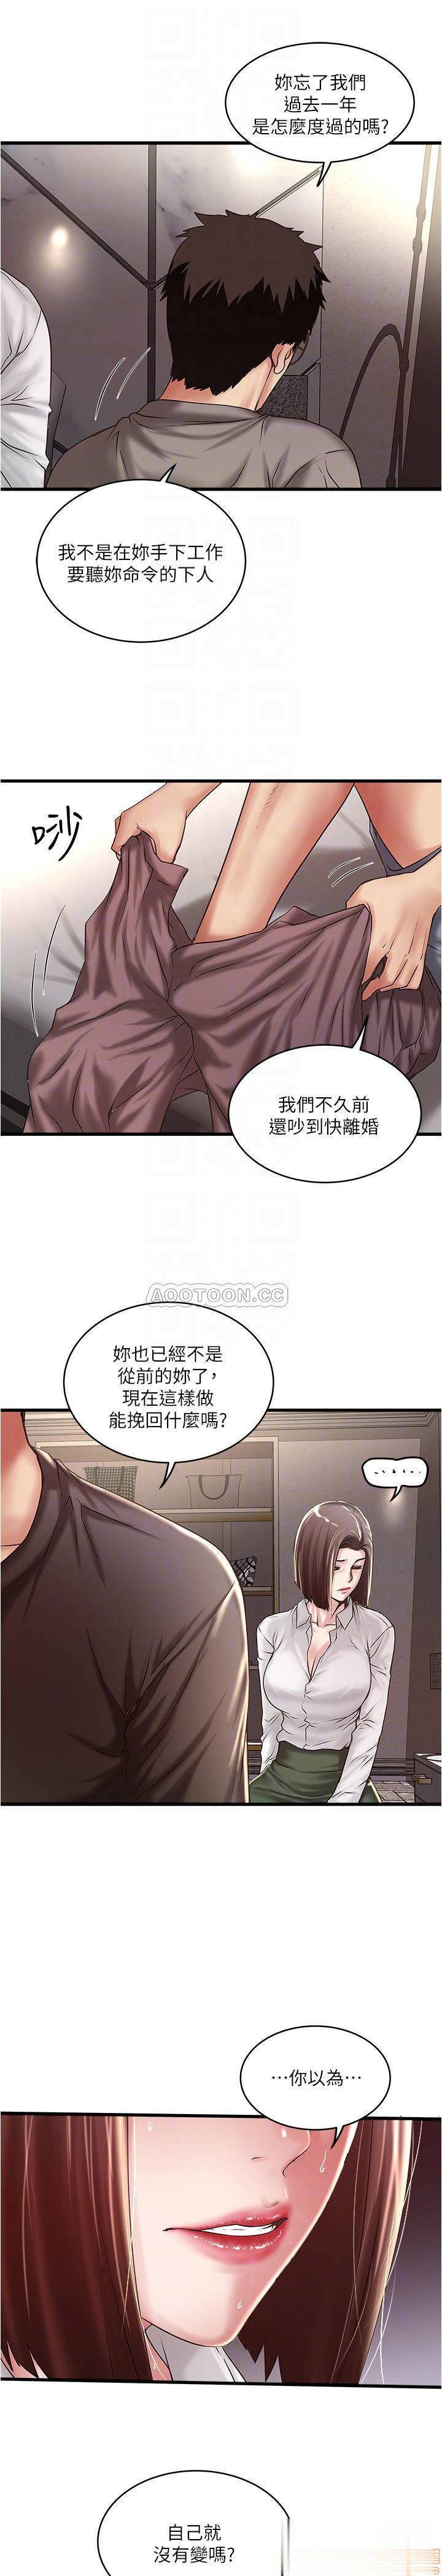 妳忘了我們
過去一年
是怎麼度過的嗎?
我不是在妳手下工作
要聽妳命令的下人
唦
我們不久前
還吵到快離婚
AOOTOON.CC
妳也已經不是
從前的妳了,
現在這樣做
能挽回什麼嗎?
……
…你以為…
自己就
沒有變嗎?